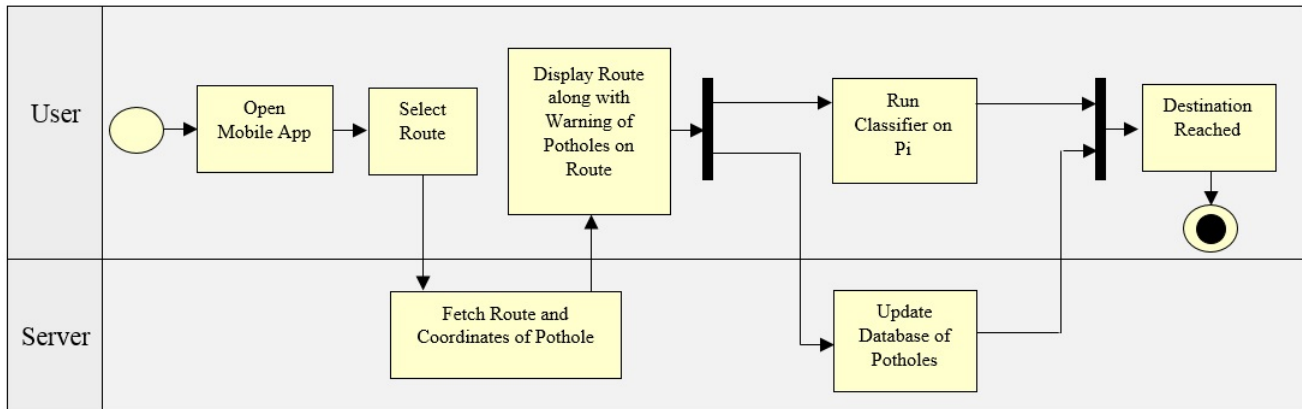 User
Open
Mobile App
Select
Route
Display Route
along with
Warning of
Potholes on
Route
Run
Classifier on
Pi
Destination
Reached
Server
Fetch Route and
Coordinates of Pothole
Update
Database of
Potholes